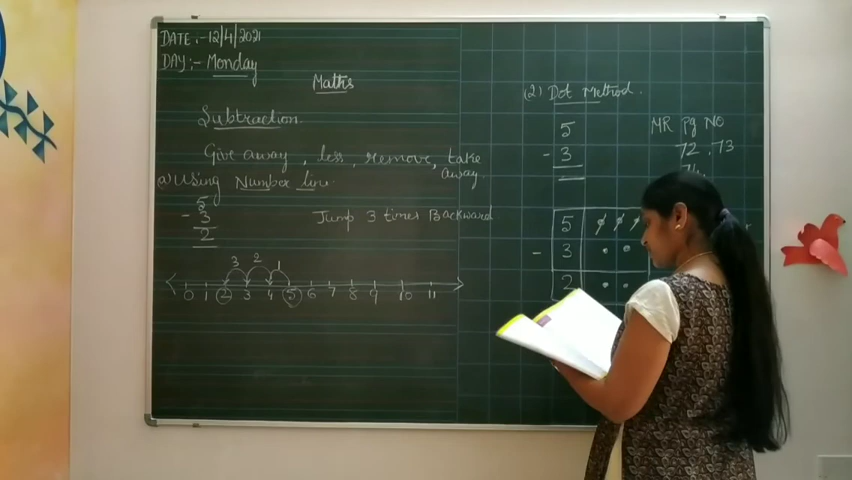 DATE :- 12/4/2021
DAY :- Monday
Maths
Subtraction
Give away, less, remove, take away.
a) Using Number line.
5
- 3
2
Jump 3 times Backward
3 2 1
0 1 2 3 4 5 6 7 8 9 10 11
(2) Dot Method.
5
- 3
MR Pg No
72, 73
74
5
- 3
2